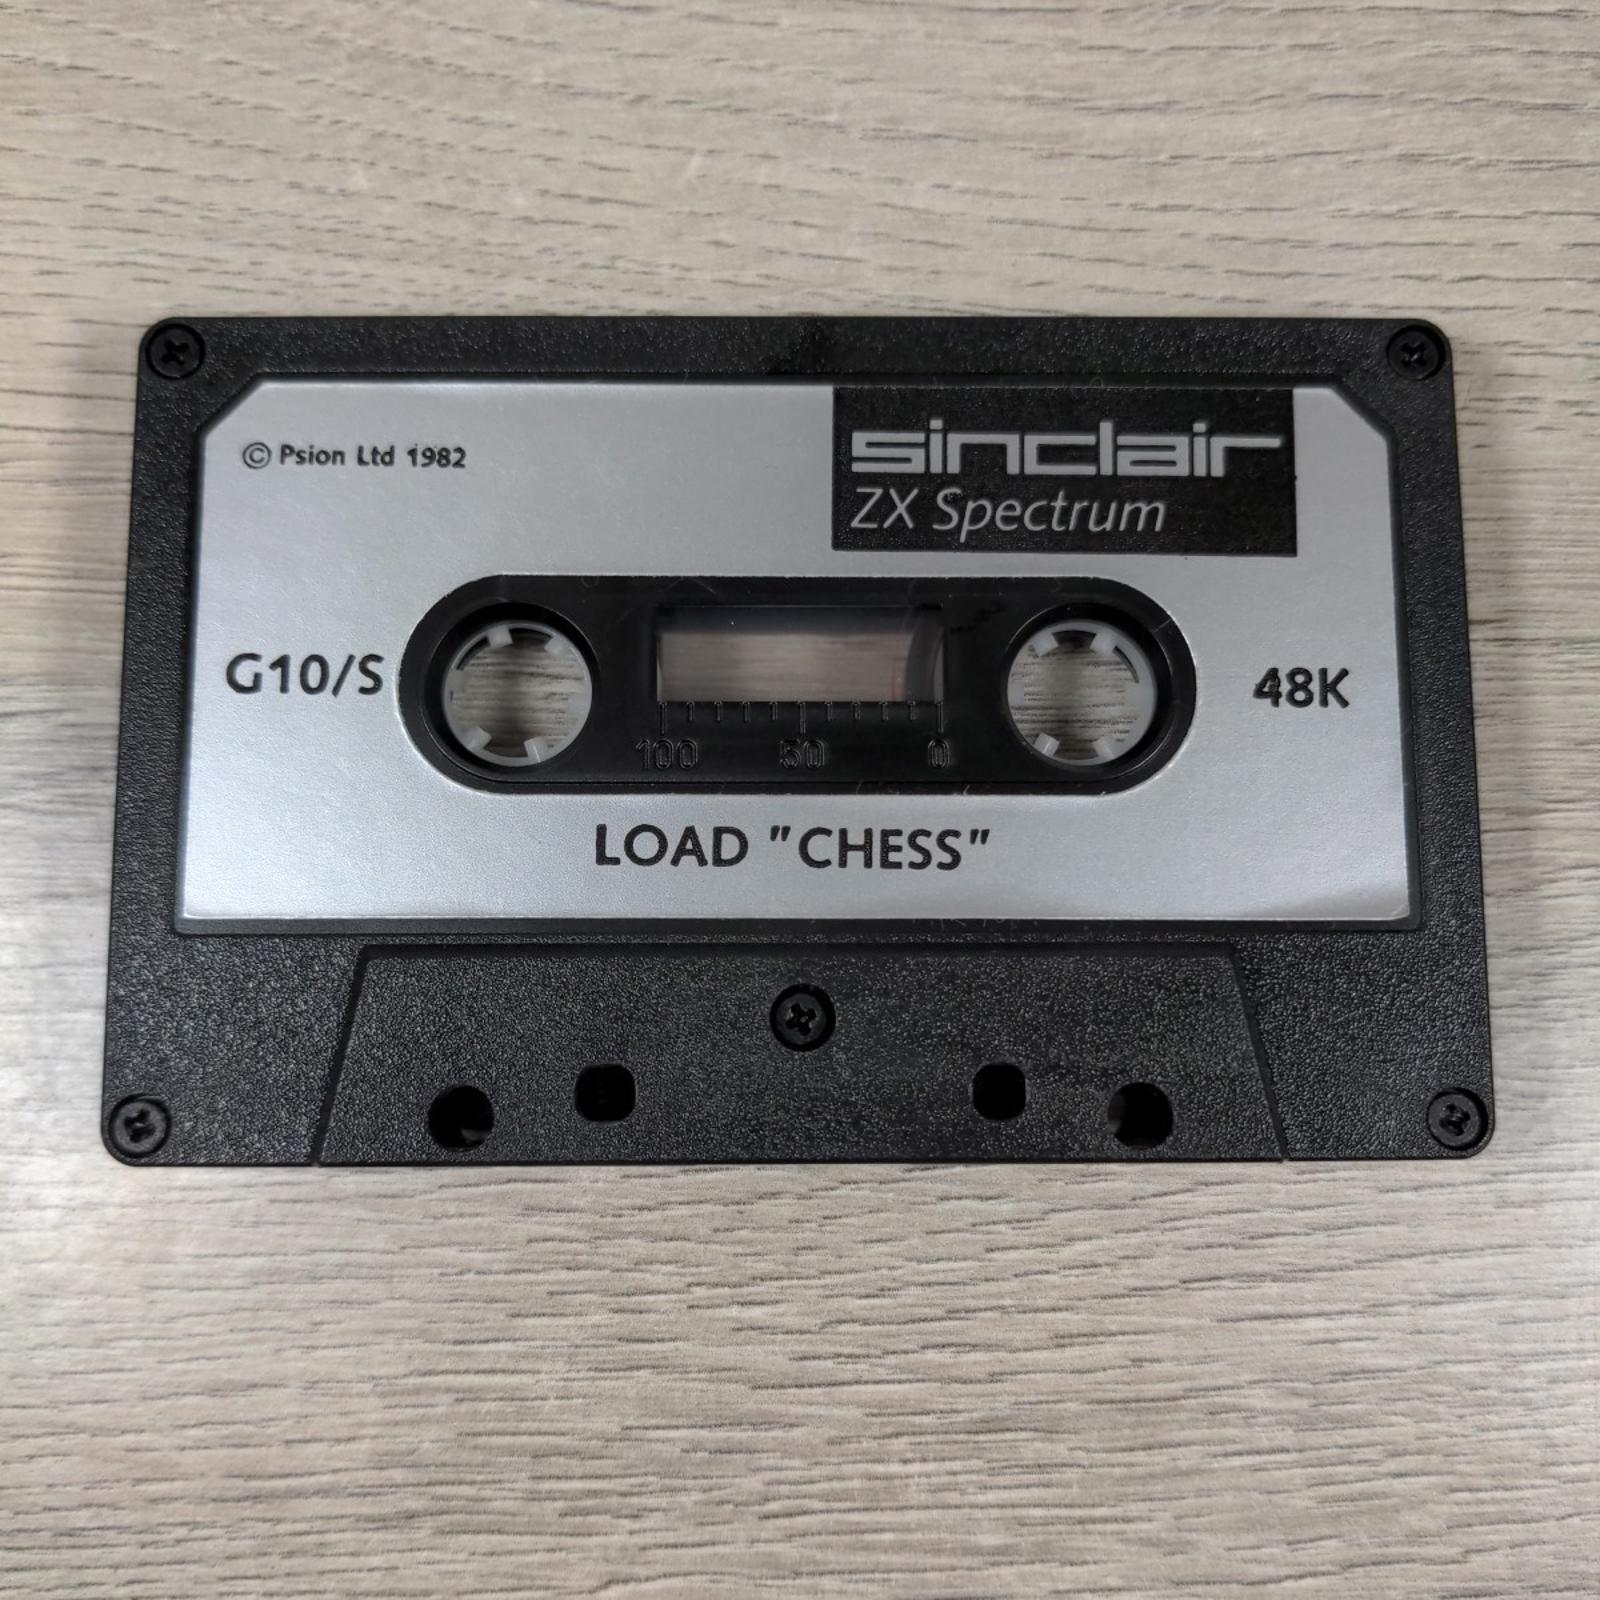 © Psion Ltd 1982
sinclair
ZX Spectrum
G10/S
48K
100 50 0
LOAD "CHESS"